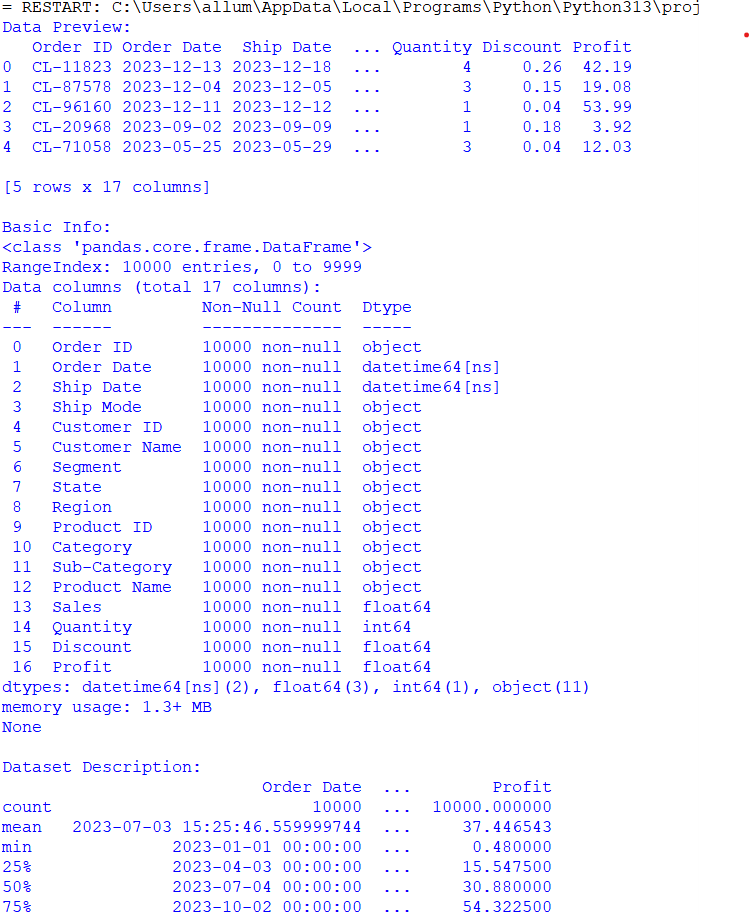 = RESTART: C:\Users\allum\AppData\Local\Programs\Python\Python313\proj
Data Preview:
   Order ID Order Date  Ship Date  ... Quantity Discount Profit
0  CL-11823 2023-12-13 2023-12-18  ...        4     0.26  42.19
1  CL-87578 2023-12-04 2023-12-05  ...        3     0.15  19.08
2  CL-96160 2023-12-11 2023-12-12  ...        1     0.04  53.99
3  CL-20968 2023-09-02 2023-09-09  ...        1     0.18   3.92
4  CL-71058 2023-05-25 2023-05-29  ...        3     0.04  12.03

[5 rows x 17 columns]

Basic Info:
<class 'pandas.core.frame.DataFrame'>
RangeIndex: 10000 entries, 0 to 9999
Data columns (total 17 columns):
 #   Column         Non-Null Count  Dtype
---  ------         --------------  -----
 0   Order ID       10000 non-null  object
 1   Order Date     10000 non-null  datetime64[ns]
 2   Ship Date      10000 non-null  datetime64[ns]
 3   Ship Mode      10000 non-null  object
 4   Customer ID    10000 non-null  object
 5   Customer Name  10000 non-null  object
 6   Segment        10000 non-null  object
 7   State          10000 non-null  object
 8   Region         10000 non-null  object
 9   Product ID     10000 non-null  object
 10  Category       10000 non-null  object
 11  Sub-Category   10000 non-null  object
 12  Product Name   10000 non-null  object
 13  Sales          10000 non-null  float64
 14  Quantity       10000 non-null  int64
 15  Discount       10000 non-null  float64
 16  Profit         10000 non-null  float64
dtypes: datetime64[ns](2), float64(3), int64(1), object(11)
memory usage: 1.3+ MB
None

Dataset Description:
                          Order Date  ...        Profit
count                          10000  ...  10000.000000
mean   2023-07-03 15:25:46.559999744  ...     37.446543
min              2023-01-01 00:00:00  ...      0.480000
25%              2023-04-03 00:00:00  ...     15.547500
50%              2023-07-04 00:00:00  ...     30.880000
75%              2023-10-02 00:00:00  ...     54.322500